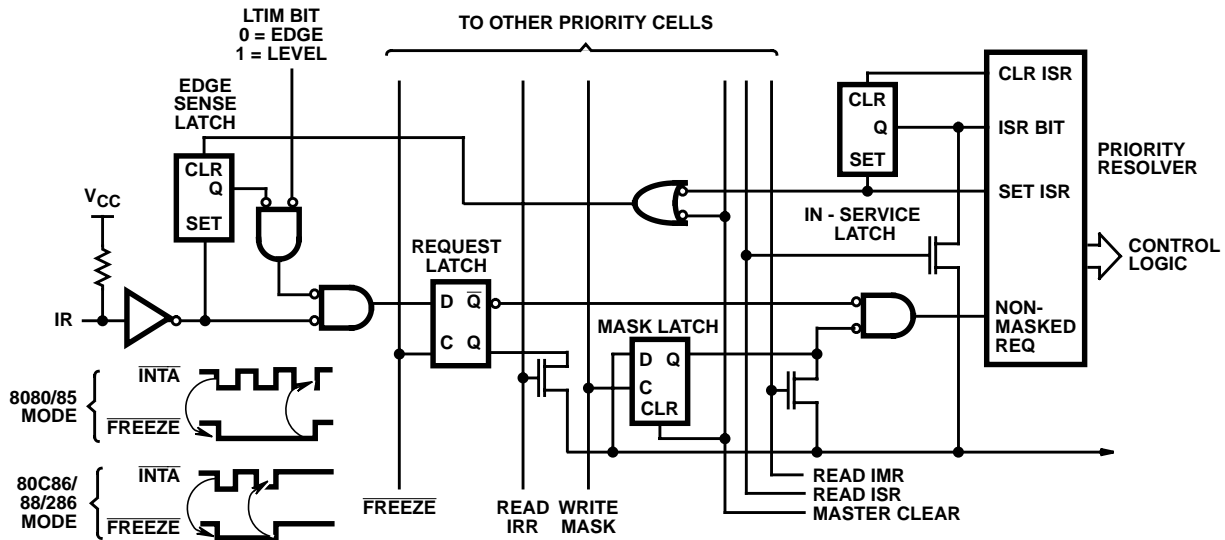 LTIM BIT
0 = EDGE
1 = LEVEL
TO OTHER PRIORITY CELLS
EDGE
SENSE
LATCH
CLR
Q
SET
VCC
IR
REQUEST
LATCH
D Q
C Q
CLR
Q
SET
IN - SERVICE
LATCH
CLR ISR
ISR BIT
SET ISR
NON-
MASKED
REQ
PRIORITY
RESOLVER
CONTROL
LOGIC
MASK LATCH
D Q
C
CLR
8080/85
MODE
INTA
FREEZE
80C86/
88/286
MODE
INTA
FREEZE
FREEZE
READ
IRR
WRITE
MASK
READ IMR
READ ISR
MASTER CLEAR